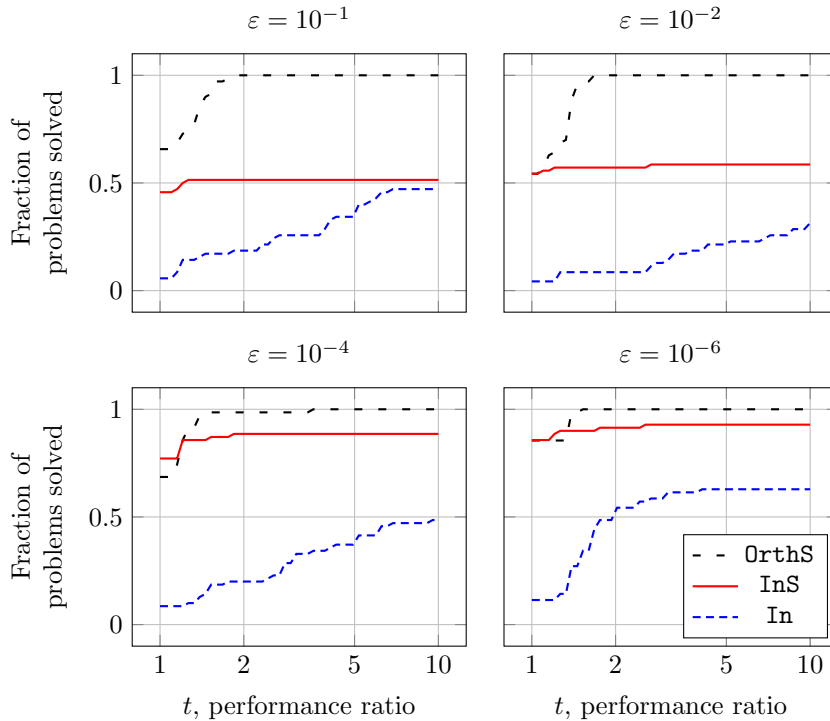 ε = 10⁻¹
ε = 10⁻²
Fraction of
problems solved
1
0.5
0
ε = 10⁻⁴
ε = 10⁻⁶
Fraction of
problems solved
1
0.5
0
OrthS
InS
In
1 2 5 10
1 2 5 10
t, performance ratio
t, performance ratio